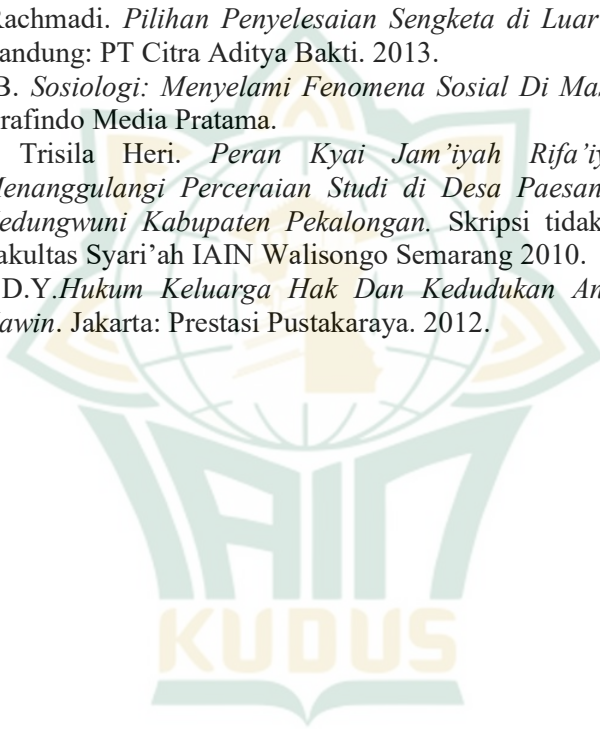 Rachmadi. Pilihan Penyelesaian Sengketa di Luar
andung: PT Citra Aditya Bakti. 2013.
B. Sosiologi: Menyelami Fenomena Sosial Di Mas
rafindo Media Pratama.
Trisila Heri. Peran Kyai Jam’iyah Rifa’iy
Menanggulangi Perceraian Studi di Desa Paesan
edungwuni Kabupaten Pekalongan. Skripsi tidak
akultas Syari’ah IAIN Walisongo Semarang 2010.
D.Y.Hukum Keluarga Hak Dan Kedudukan An
awin. Jakarta: Prestasi Pustakaraya. 2012.
IAIN
KUDUS